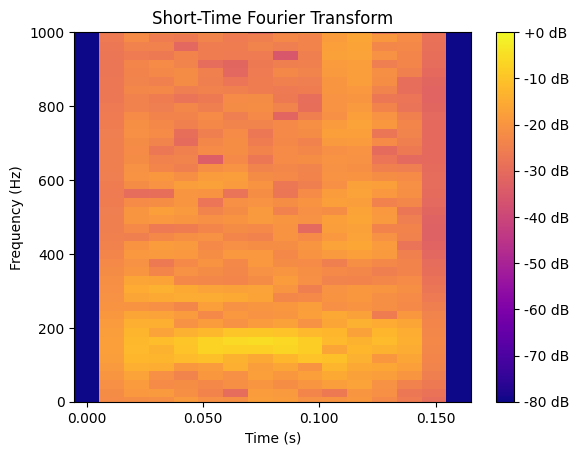 Short-Time Fourier Transform
1000
800
600
400
200
0
Frequency (Hz)
0.000
0.050
0.100
0.150
Time (s)
+0 dB
-10 dB
-20 dB
-30 dB
-40 dB
-50 dB
-60 dB
-70 dB
-80 dB